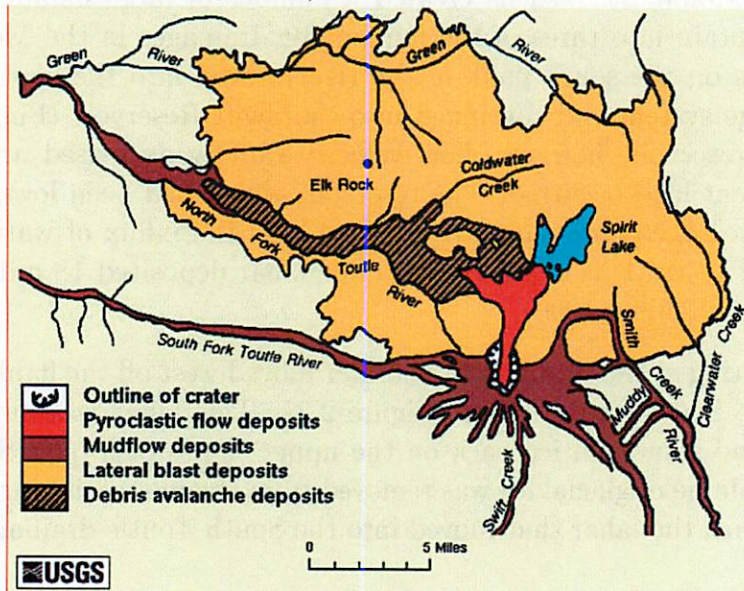 Green
River
Green
River
Elk Rock
Coldwater
Creek
North
Fork
Toutle
River
Spirit
Lake
South Fork Toutle River
Smith
Creek
Muddy
River
Clearwater Creek
Swift Creek
Outline of crater
Pyroclastic flow deposits
Mudflow deposits
Lateral blast deposits
Debris avalanche deposits
0 5 Miles
USGS